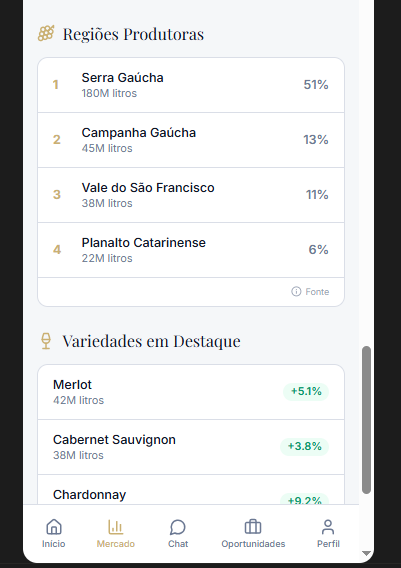 Regiões Produtoras
1 Serra Gaúcha 51%
180M litros
2 Campanha Gaúcha 13%
45M litros
3 Vale do São Francisco 11%
38M litros
4 Planalto Catarinense 6%
22M litros
Fonte
Variedades em Destaque
Merlot +5.1%
42M litros
Cabernet Sauvignon +3.8%
38M litros
Chardonnay +9.2%
Início Mercado Chat Oportunidades Perfil